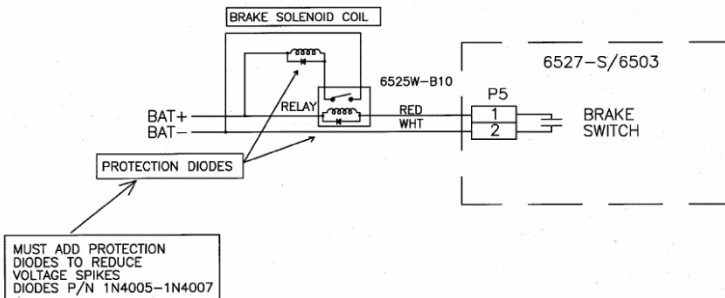 BRAKE SOLENOID COIL
6527-S/6503
6525W-B10
P5
BAT+
RELAY
RED
1
BRAKE
BAT-
WHT
2
SWITCH
PROTECTION DIODES
MUST ADD PROTECTION
DIODES TO REDUCE
VOLTAGE SPIKES
DIODES P/N 1N4005-1N4007